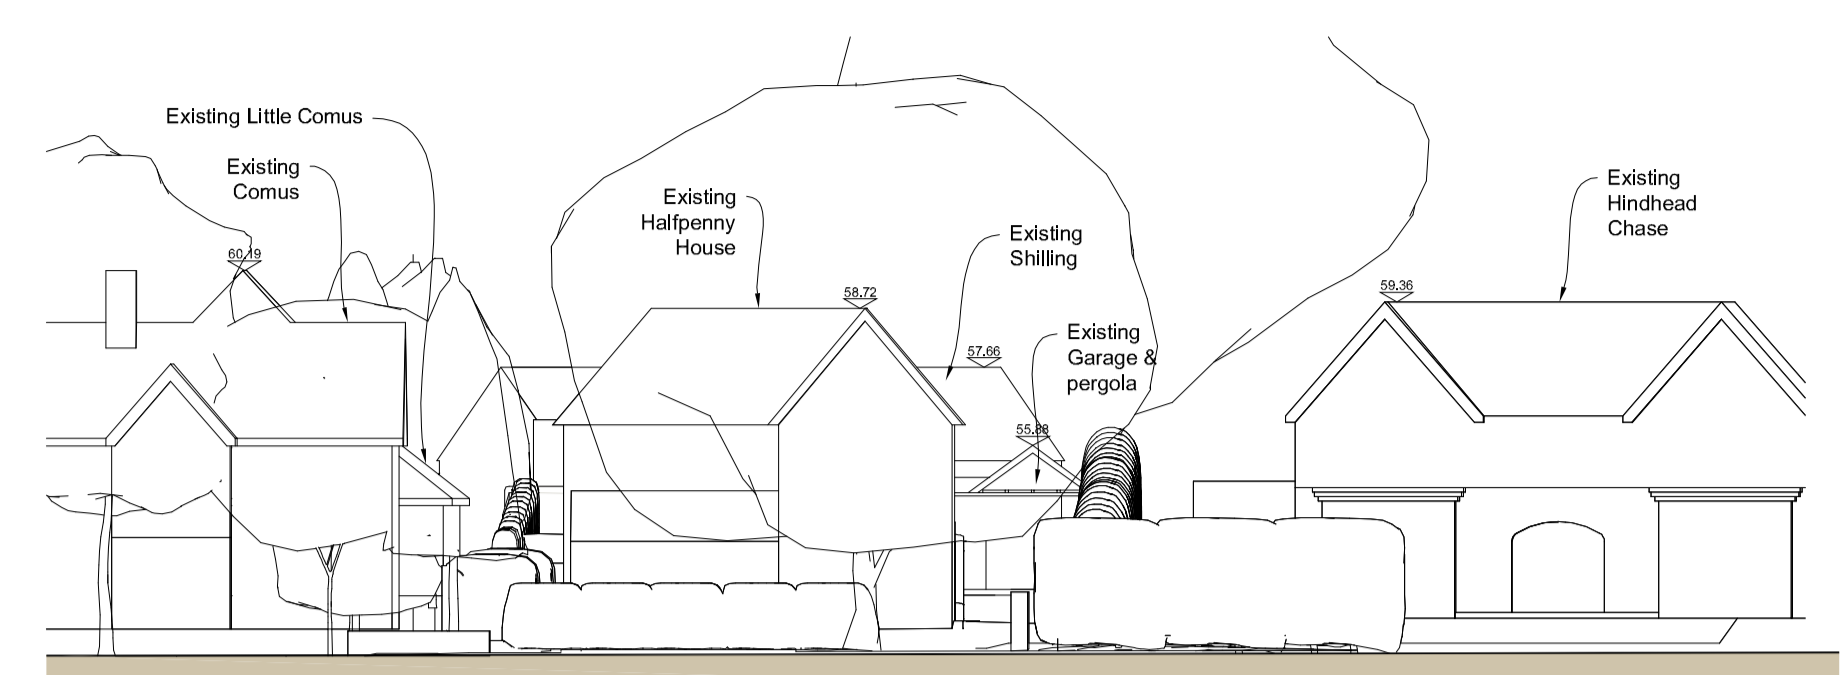 Existing Little Comus
Existing
Comus
60.19
Existing
Halfpenny
House
58.72
Existing
Shilling
57.66
Existing
Garage &
pergola
55.88
Existing
Hindhead
Chase
59.36